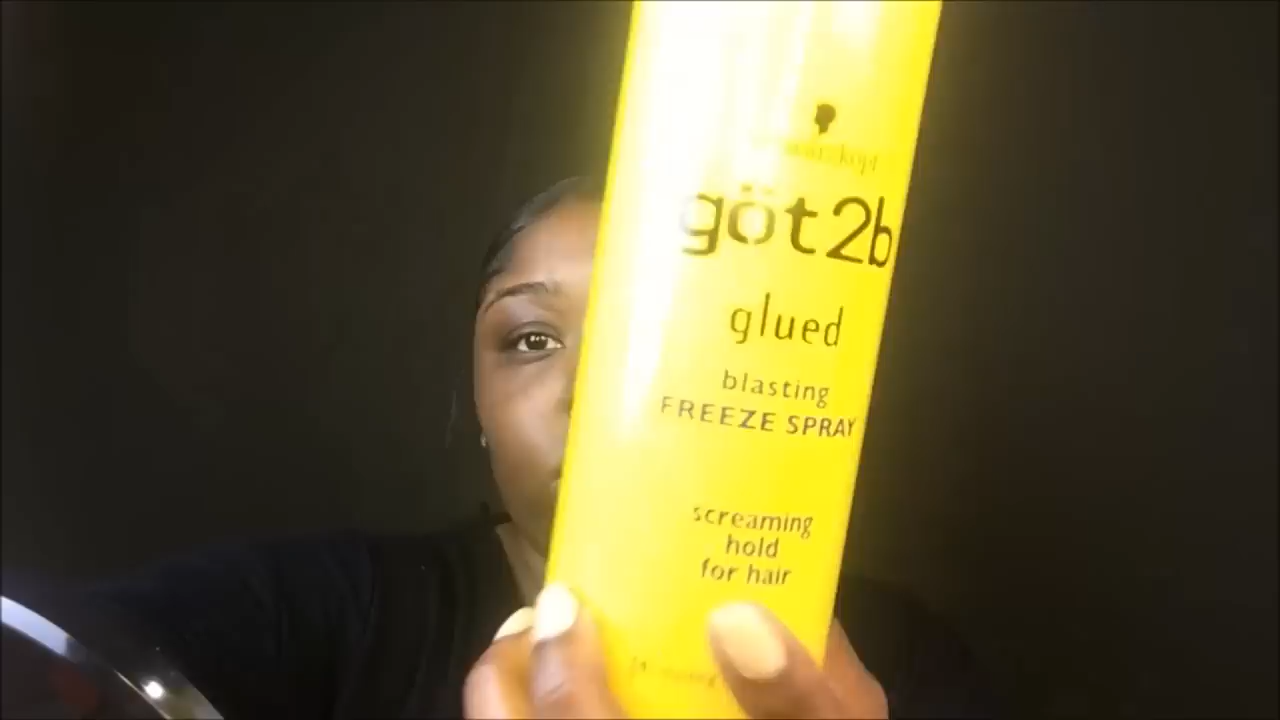 göt2b
glued
blasting
FREEZE SPRAY
screaming
hold
for hair